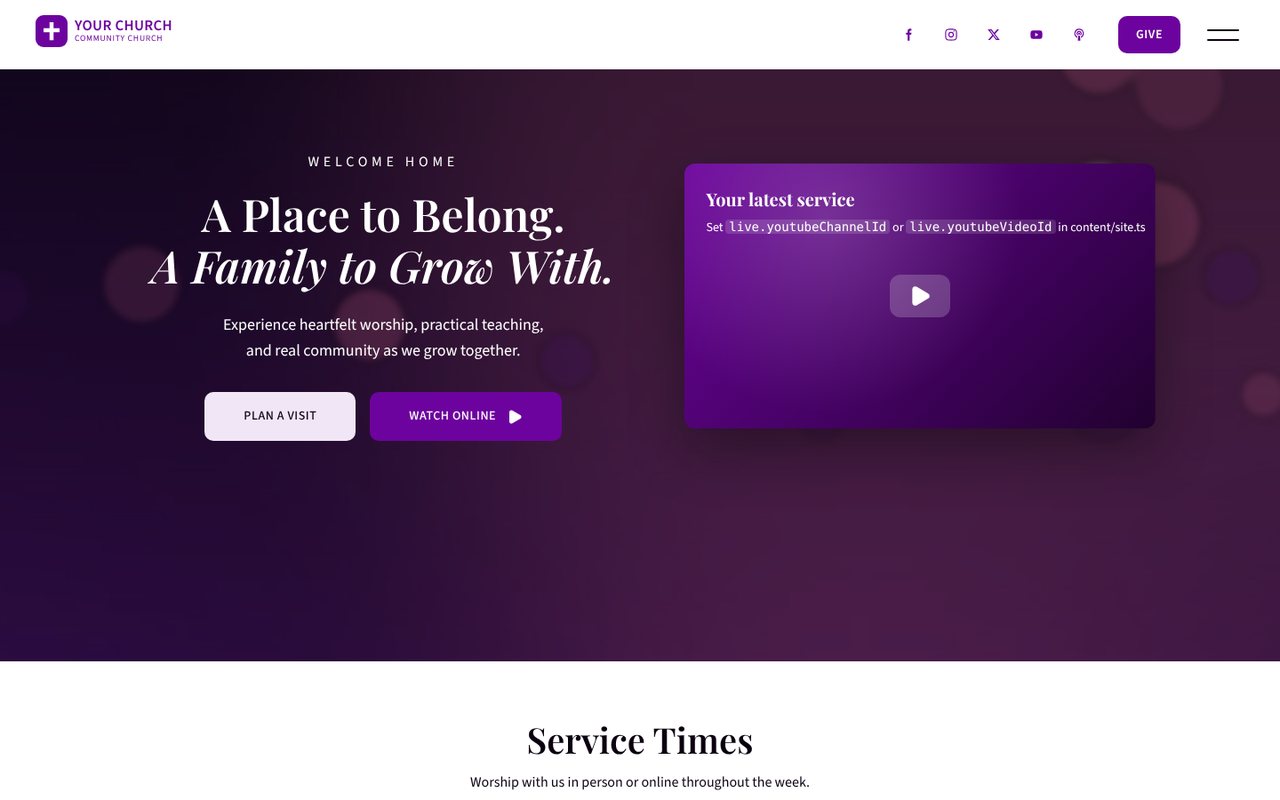 YOUR CHURCH
COMMUNITY CHURCH
GIVE
WELCOME HOME
A Place to Belong.
A Family to Grow With.
Experience heartfelt worship, practical teaching,
and real community as we grow together.
PLAN A VISIT
WATCH ONLINE
Your latest service
Set live.youtubeChannelId or live.youtubeVideoId in content/site.ts
Service Times
Worship with us in person or online throughout the week.